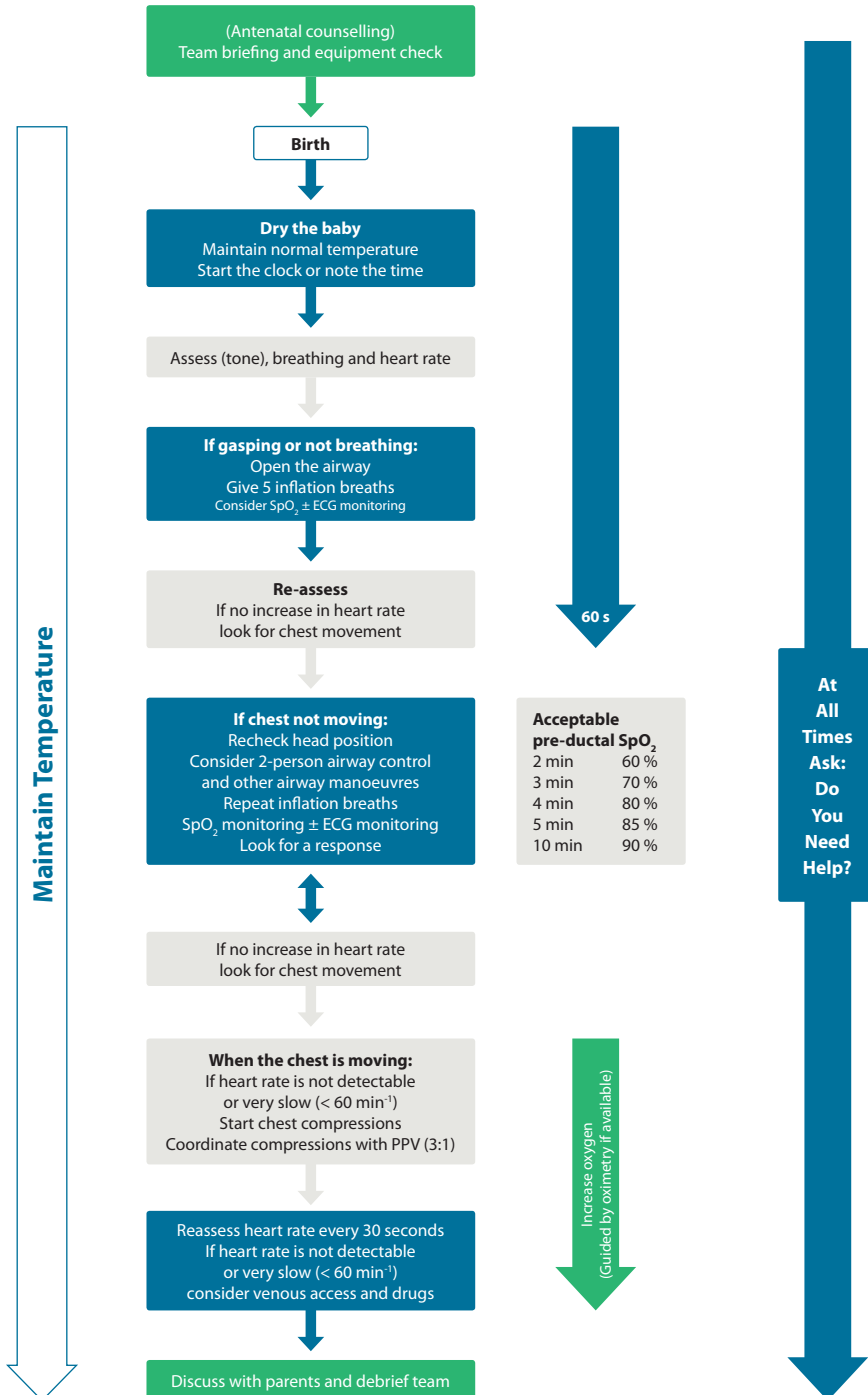 (Antenatal counselling)
Team briefing and equipment check
Birth
Dry the baby
Maintain normal temperature
Start the clock or note the time
Assess (tone), breathing and heart rate
If gasping or not breathing:
Open the airway
Give 5 inflation breaths
Consider SpO₂ ± ECG monitoring
Re-assess
If no increase in heart rate
look for chest movement
60 s
If chest not moving:
Recheck head position
Consider 2-person airway control
and other airway manoeuvres
Repeat inflation breaths
SpO₂ monitoring ± ECG monitoring
Look for a response
Acceptable
pre-ductal SpO₂
2 min 60 %
3 min 70 %
4 min 80 %
5 min 85 %
10 min 90 %
If no increase in heart rate
look for chest movement
When the chest is moving:
If heart rate is not detectable
or very slow (< 60 min⁻¹)
Start chest compressions
Coordinate compressions with PPV (3:1)
Increase oxygen
(Guided by oximetry if available)
Reassess heart rate every 30 seconds
If heart rate is not detectable
or very slow (< 60 min⁻¹)
consider venous access and drugs
Discuss with parents and debrief team
Maintain Temperature
At
All
Times
Ask:
Do
You
Need
Help?